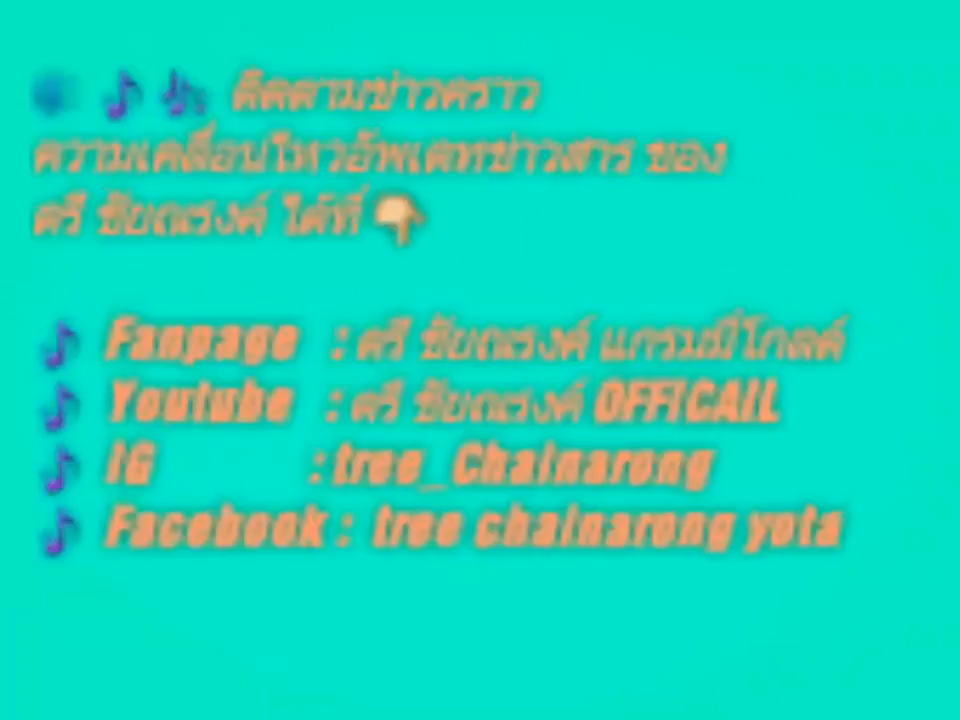 ติดตามข่าวคราว
ความเคลื่อนไหวอัพเดทข่าวสาร ของ
ตรี ชัยณรงค์ ได้ที่
Fanpage : ตรี ชัยณรงค์ แกรมมี่โกลด์
Youtube : ตรี ชัยณรงค์ OFFICAIL
IG : tree_Chainarong
Facebook : tree chainarong yota